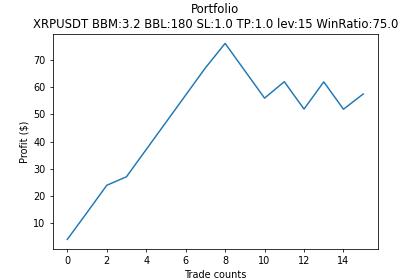 Portfolio
XRPUSDT BBM:3.2 BBL:180 SL:1.0 TP:1.0 lev:15 WinRatio:75.0
70
60
50
40
30
20
10
Profit ($)
0 2 4 6 8 10 12 14
Trade counts